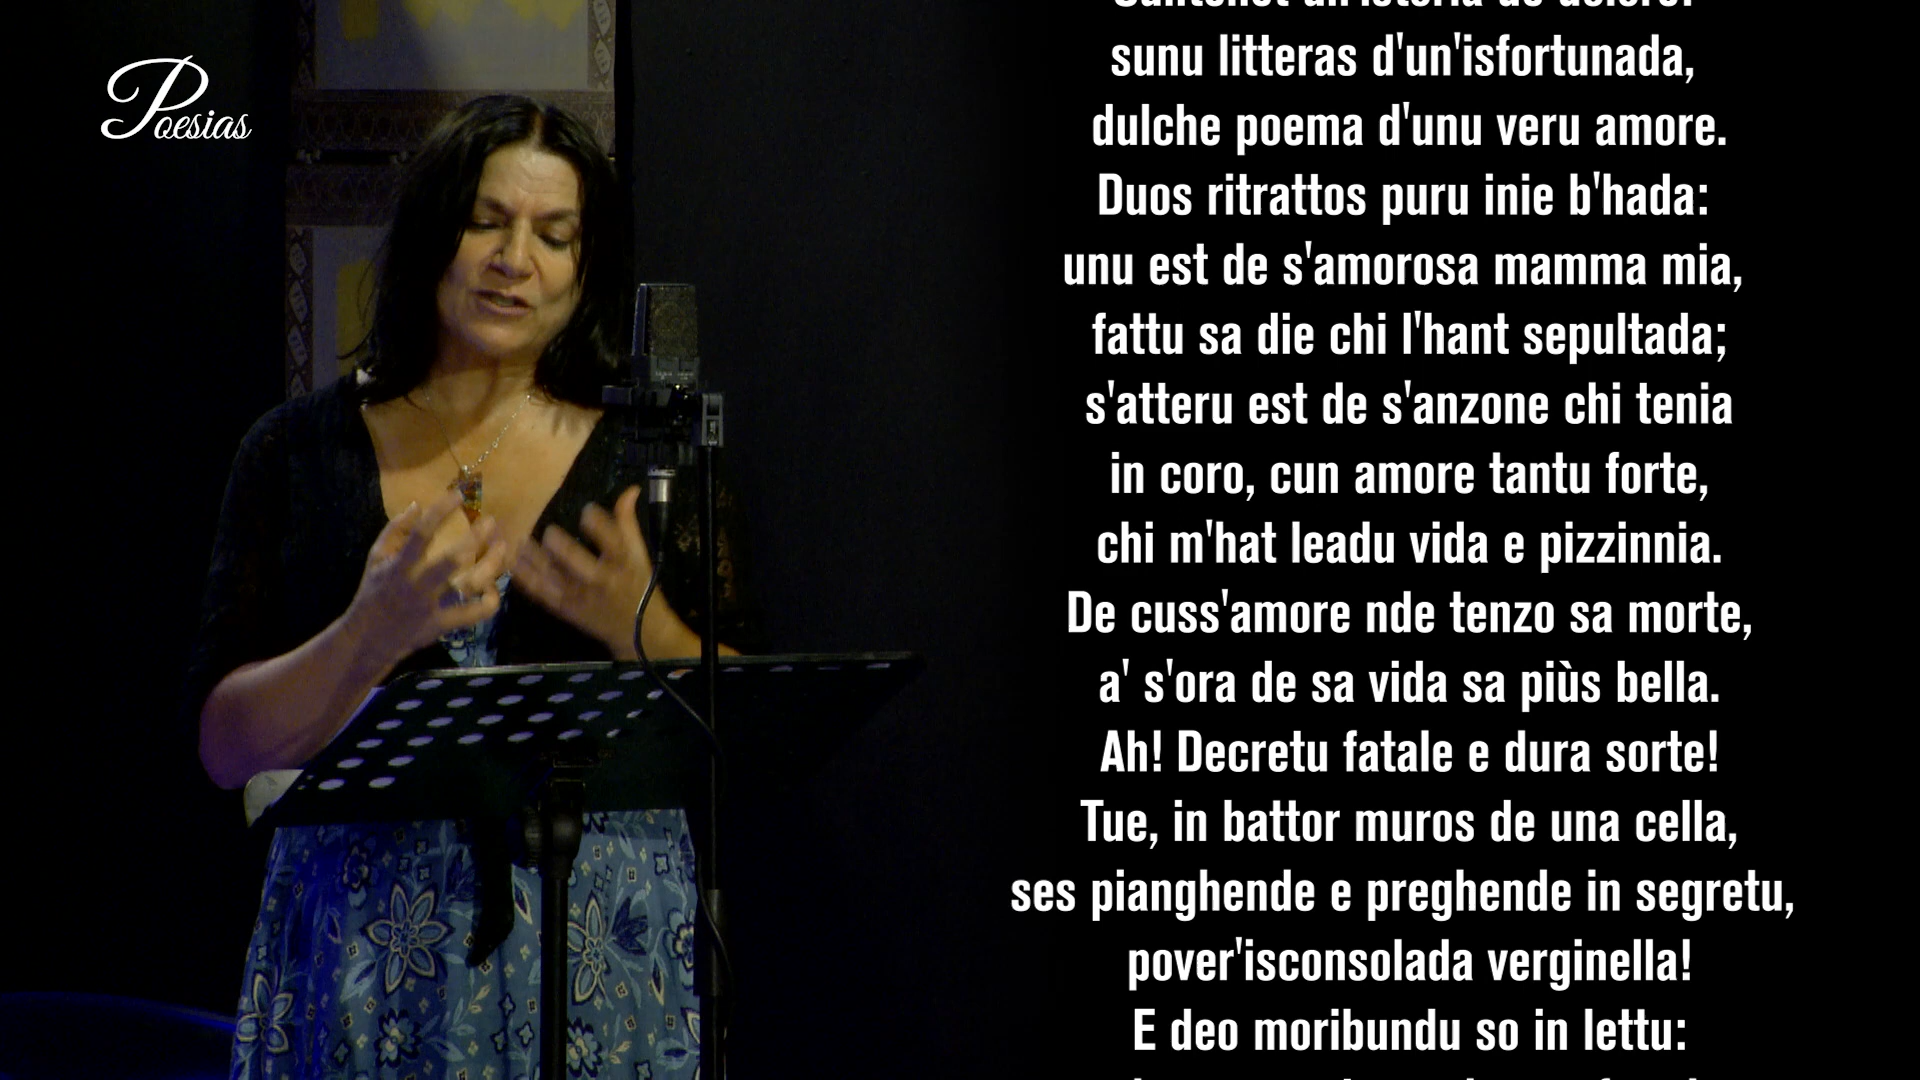 Poesias
sunu litteras d'un'isfortunada,
dulche poema d'unu veru amore.
Duos ritrattos puru inie b'hada:
unu est de s'amorosa mamma mia,
fattu sa die chi l'hant sepultada;
s'atteru est de s'anzone chi tenia
in coro, cun amore tantu forte,
chi m'hat leadu vida e pizzinnia.
De cuss'amore nde tenzo sa morte,
a' s'ora de sa vida sa piùs bella.
Ah! Decretu fatale e dura sorte!
Tue, in battor muros de una cella,
ses pianghende e preghende in segretu,
pover'isconsolada verginella!
E deo moribundu so in lettu: